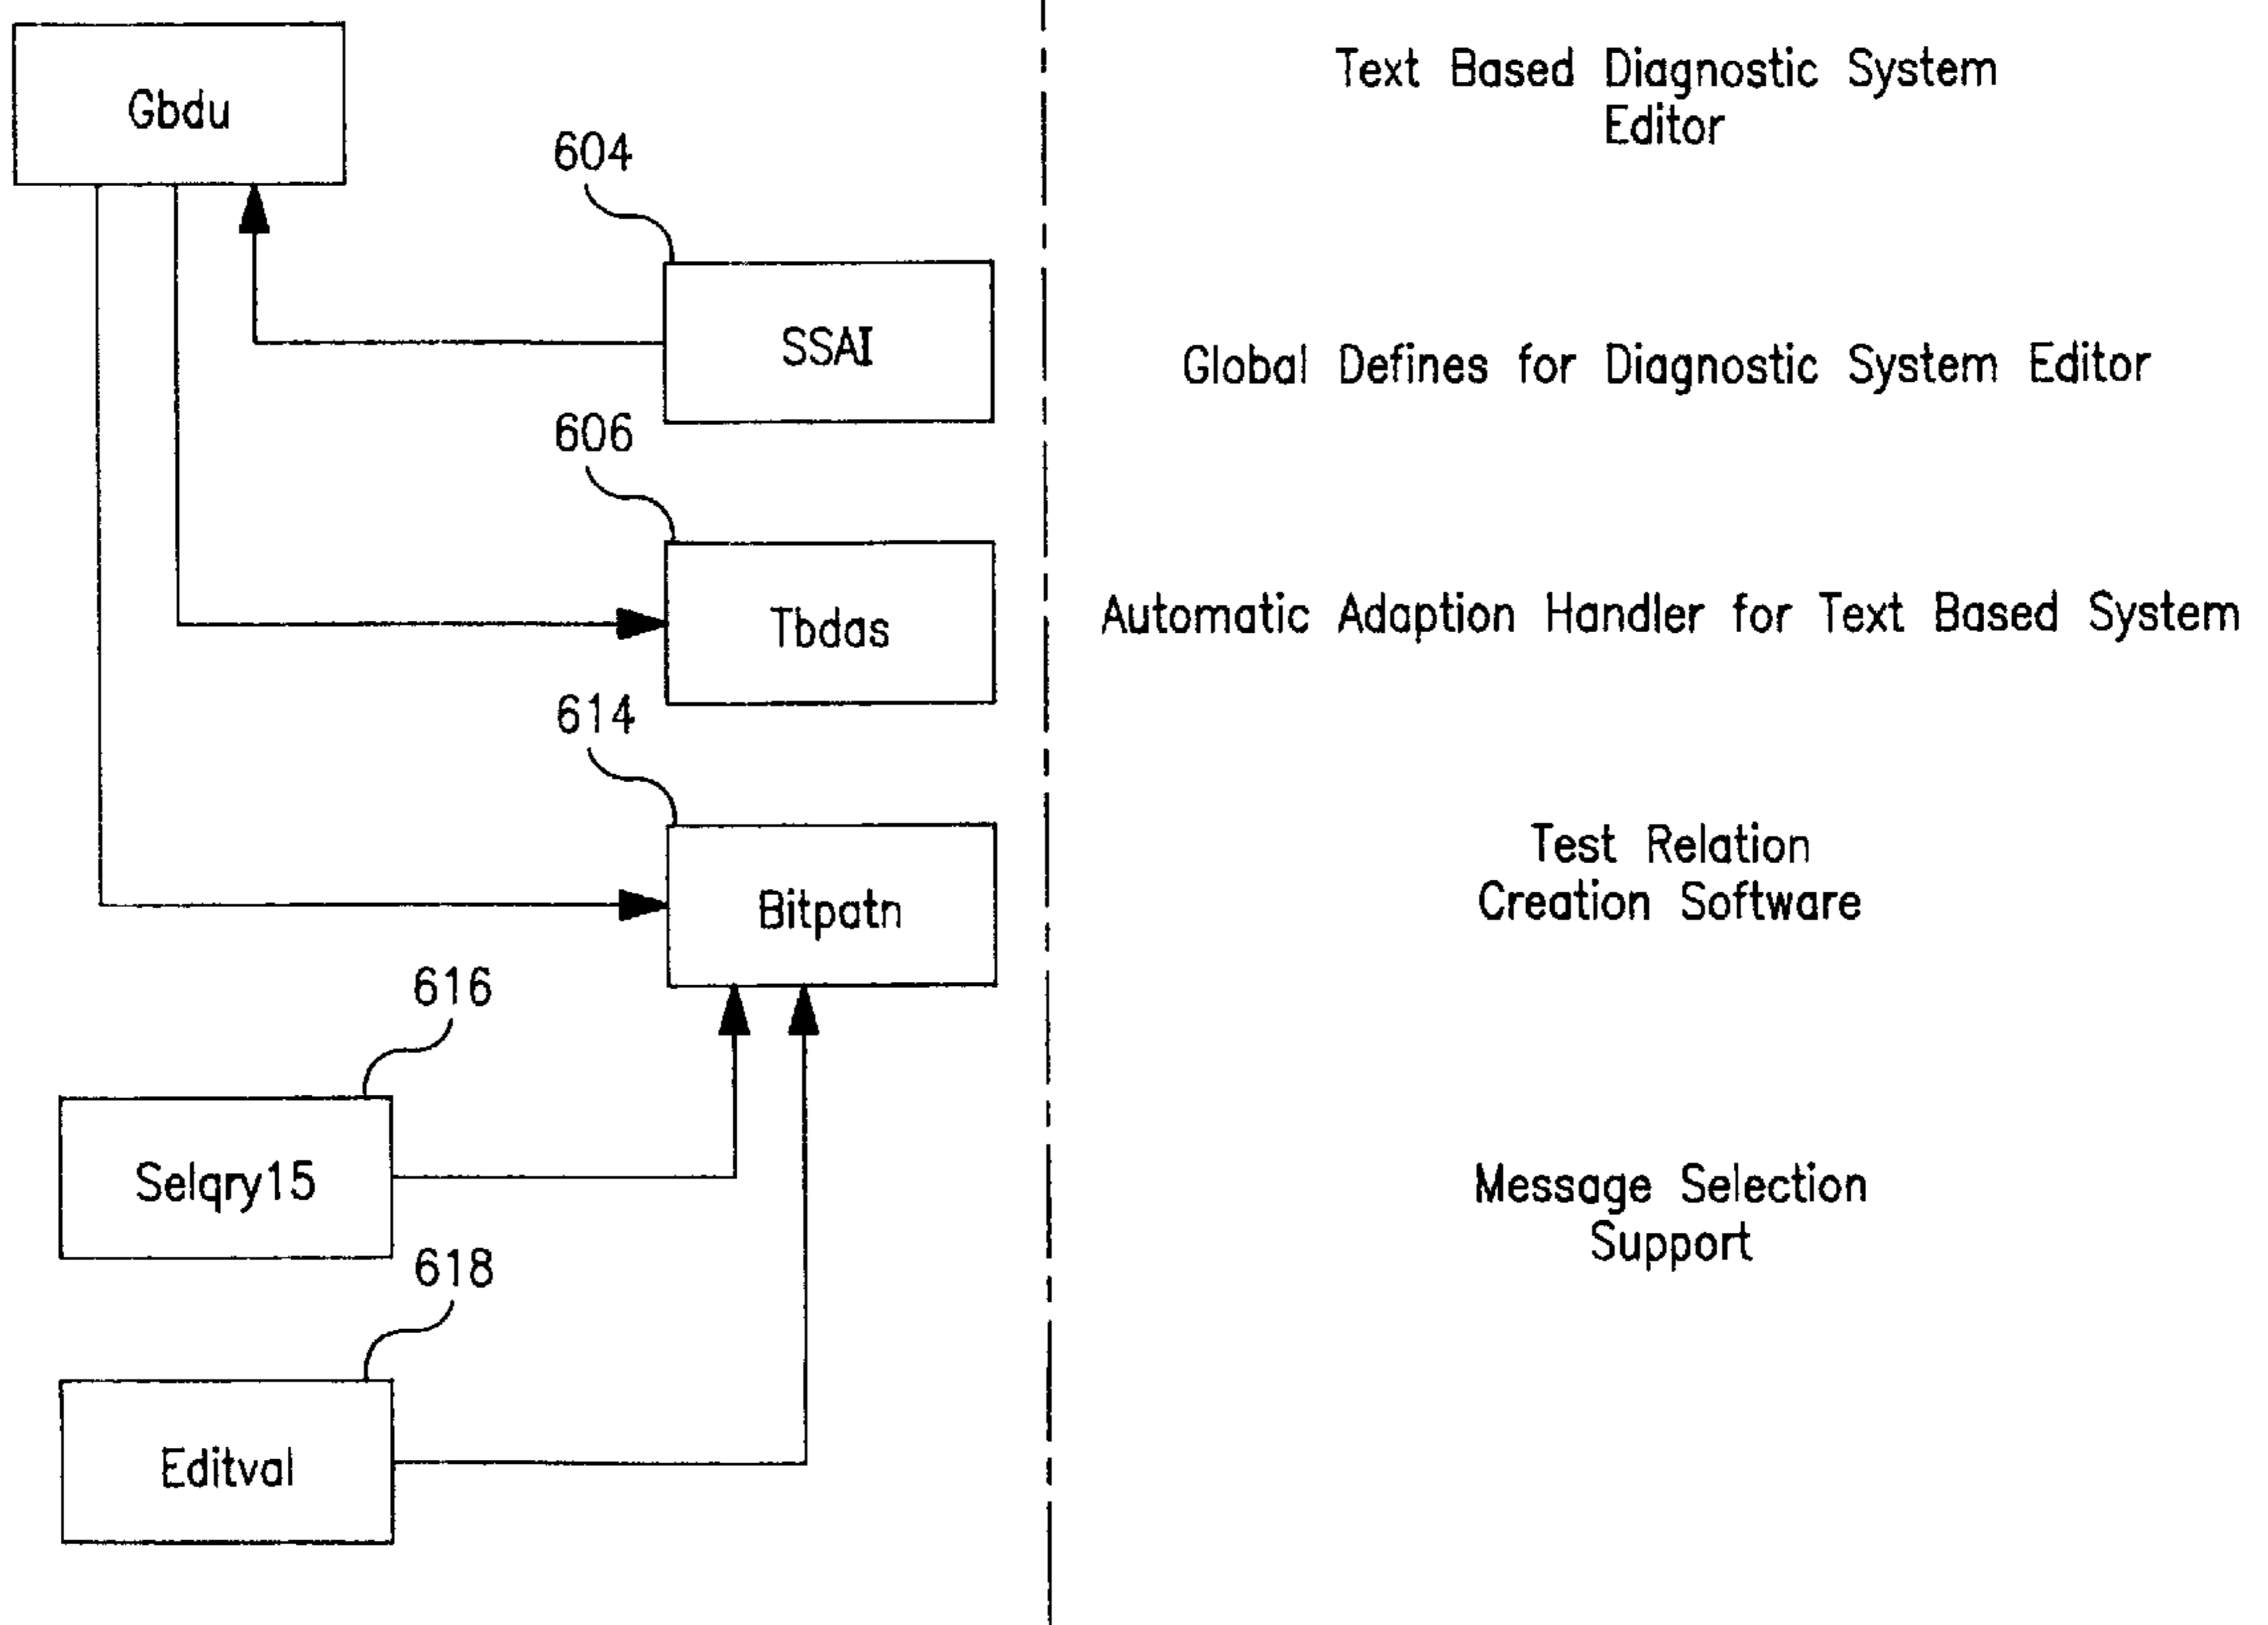 Gbdu
Text Based Diagnostic System
Editor
604
SSAI
Global Defines for Diagnostic System Editor
606
Tbdas
Automatic Adaption Handler for Text Based System
614
Bitpatn
Test Relation
Creation Software
616
Selqry15
Message Selection
Support
618
Editval